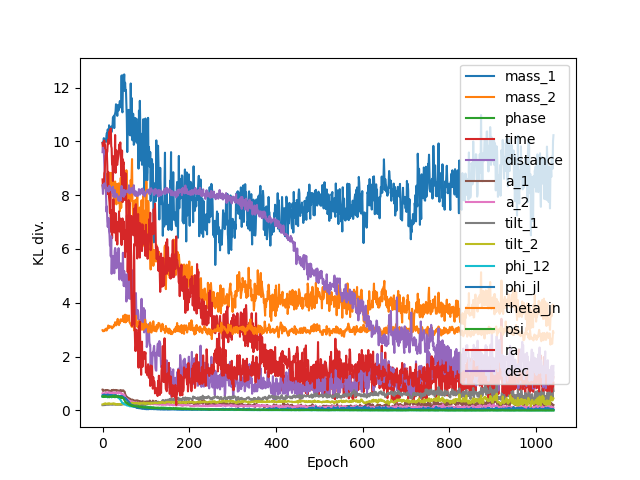 12
10
8
6
4
2
0
KL div.
0
200
400
600
800
1000
Epoch
mass_1
mass_2
phase
time
distance
a_1
a_2
tilt_1
tilt_2
phi_12
phi_jl
theta_jn
psi
ra
dec